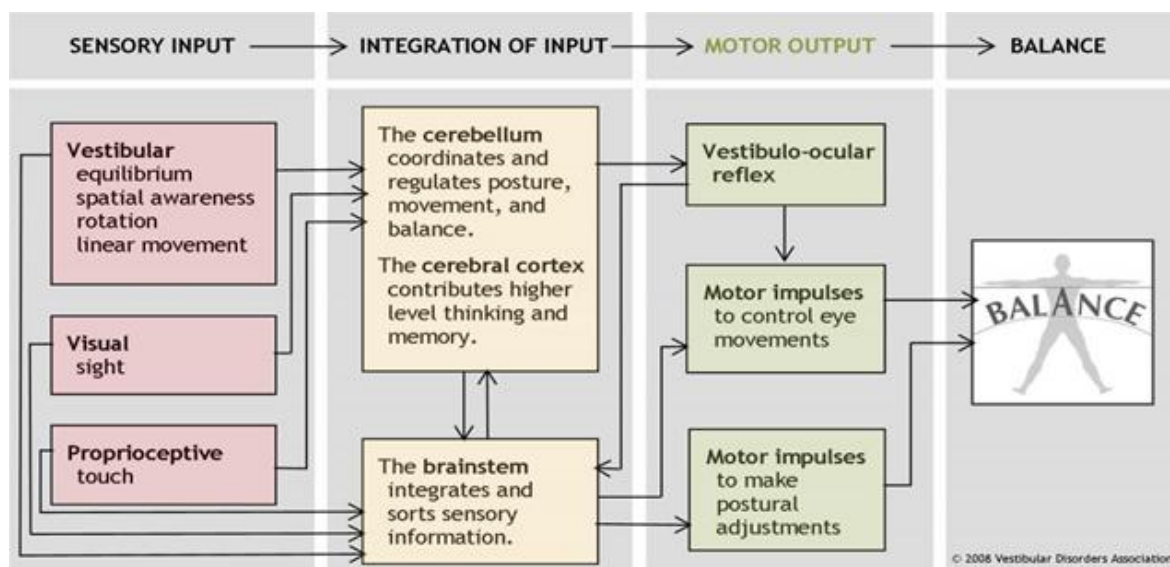 SENSORY INPUT
INTEGRATION OF INPUT
MOTOR OUTPUT
BALANCE
Vestibular
equilibrium
spatial awareness
rotation
linear movement
Visual
sight
Proprioceptive
touch
The cerebellum
coordinates and
regulates posture,
movement, and
balance.
The cerebral cortex
contributes higher
level thinking and
memory.
The brainstem
integrates and
sorts sensory
information.
Vestibulo-ocular
reflex
Motor impulses
to control eye
movements
Motor impulses
to make
postural
adjustments
BALANCE
© 2008 Vestibular Disorders Association